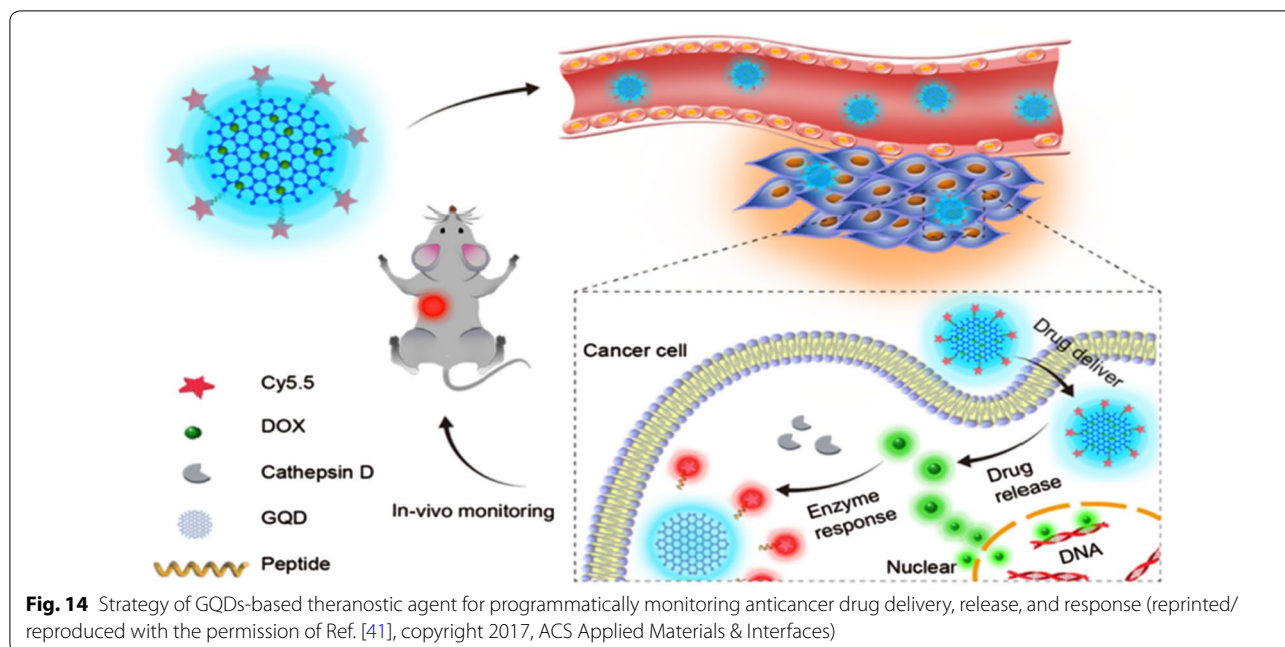 Cancer cell
Drug deliver
Drug
release
Enzyme
response
Nuclear
DNA
In-vivo monitoring
Cy5.5
DOX
Cathepsin D
GQD
Peptide
Fig. 14 Strategy of GQDs-based theranostic agent for programmatically monitoring anticancer drug delivery, release, and response (reprinted/
reproduced with the permission of Ref. [41], copyright 2017, ACS Applied Materials & Interfaces)